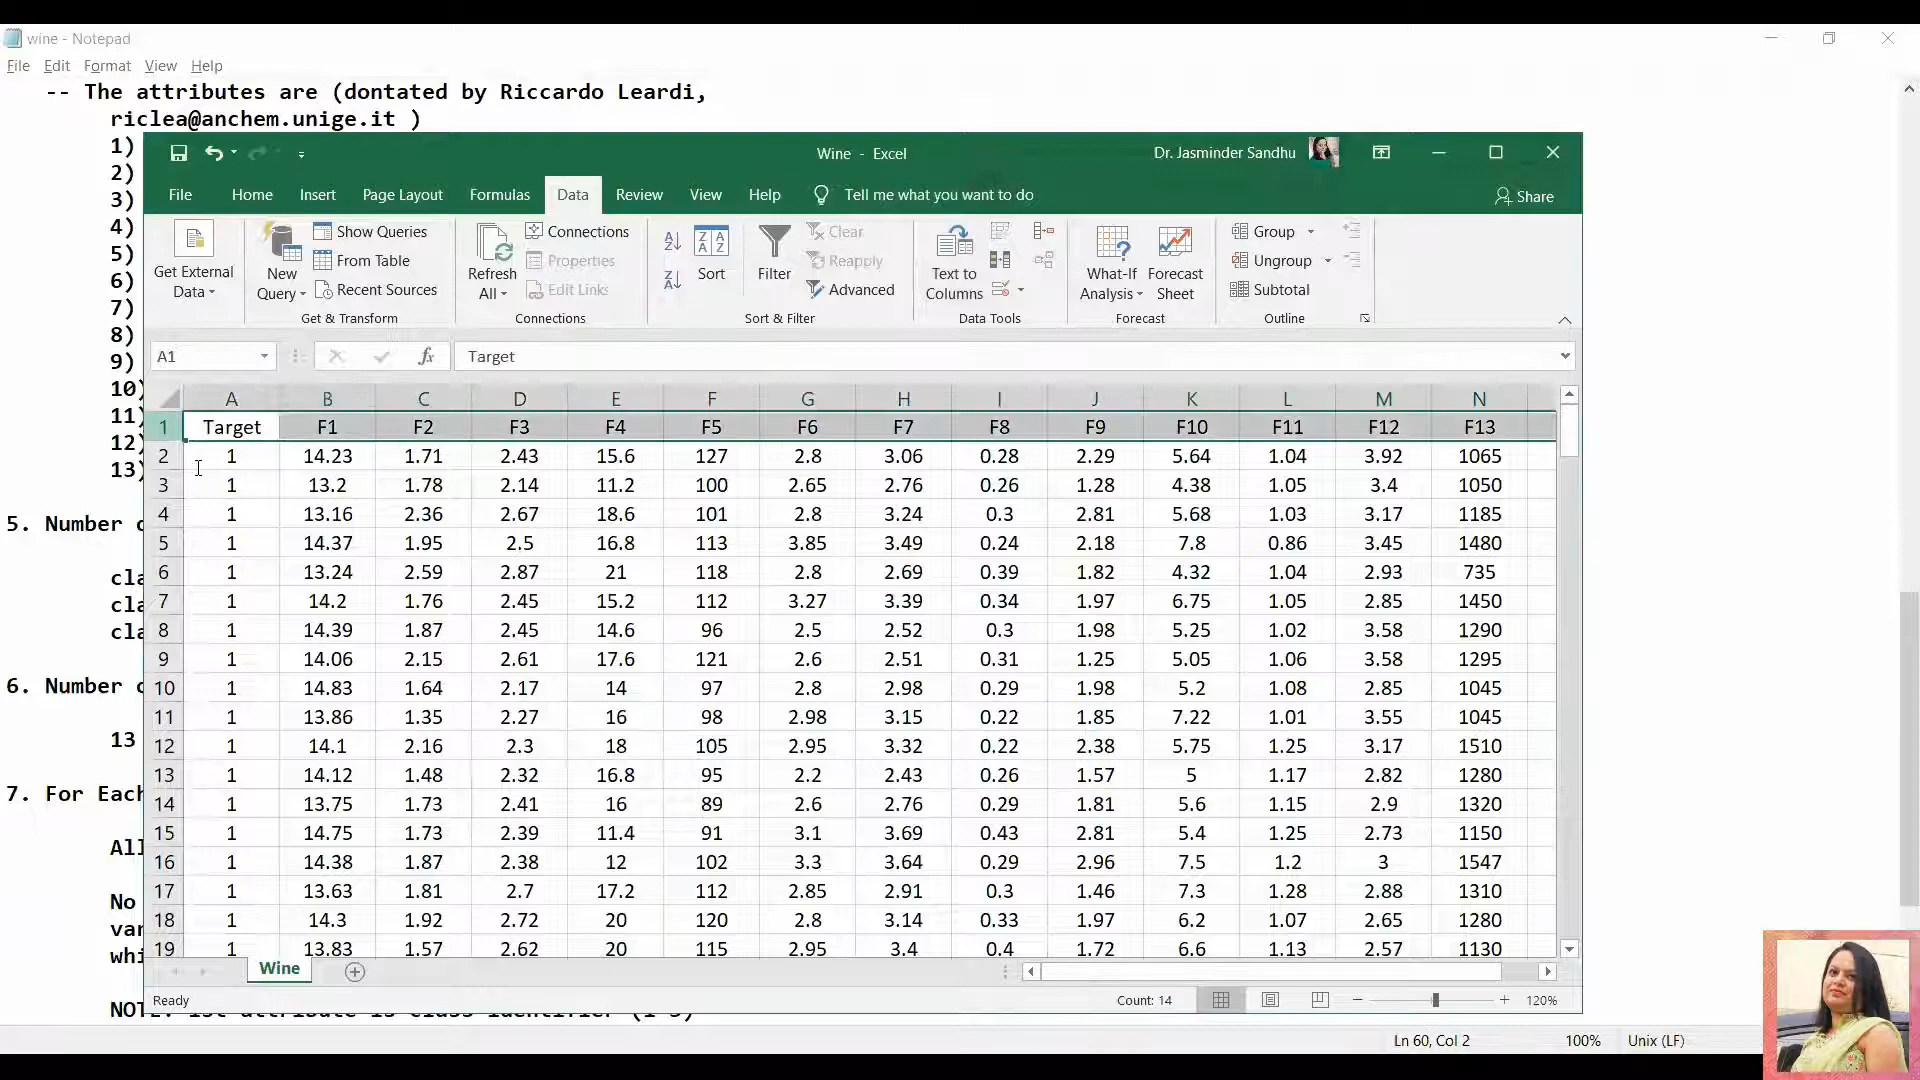 wine - Notepad
File Edit Format View Help
-- The attributes are (dontated by Riccardo Leardi,
riclea@anchem.unige.it )
1)
2)
3)
4)
5)
6)
7)
8)
9)
10)
11)
12)
13)
5. Number
6. Number
13
7. For Each
All
No
NOTE: 1st attribute is class identifier (1-3)
Wine - Excel
Dr. Jasminder Sandhu
File Home Insert Page Layout Formulas Data Review View Help Tell me what you want to do Share
Get External Data
New Query
Show Queries
From Table
Recent Sources
Get & Transform
Refresh All
Connections
Properties
Edit Links
Connections
Sort
Filter
Clear
Reapply
Advanced
Sort & Filter
Text to Columns
Data Tools
What-If Analysis
Forecast Sheet
Forecast
Group
Ungroup
Subtotal
Outline
A1 fx Target
A B C D E F G H I J K L M N
1 Target F1 F2 F3 F4 F5 F6 F7 F8 F9 F10 F11 F12 F13
2 1 14.23 1.71 2.43 15.6 127 2.8 3.06 0.28 2.29 5.64 1.04 3.92 1065
3 1 13.2 1.78 2.14 11.2 100 2.65 2.76 0.26 1.28 4.38 1.05 3.4 1050
4 1 13.16 2.36 2.67 18.6 101 2.8 3.24 0.3 2.81 5.68 1.03 3.17 1185
5 1 14.37 1.95 2.5 16.8 113 3.85 3.49 0.24 2.18 7.8 0.86 3.45 1480
6 1 13.24 2.59 2.87 21 118 2.8 2.69 0.39 1.82 4.32 1.04 2.93 735
7 1 14.2 1.76 2.45 15.2 112 3.27 3.39 0.34 1.97 6.75 1.05 2.85 1450
8 1 14.39 1.87 2.45 14.6 96 2.5 2.52 0.3 1.98 5.25 1.02 3.58 1290
9 1 14.06 2.15 2.61 17.6 121 2.6 2.51 0.31 1.25 5.05 1.06 3.58 1295
10 1 14.83 1.64 2.17 14 97 2.8 2.98 0.29 1.98 5.2 1.08 2.85 1045
11 1 13.86 1.35 2.27 16 98 2.98 3.15 0.22 1.85 7.22 1.01 3.55 1045
12 1 14.1 2.16 2.3 18 105 2.95 3.32 0.22 2.38 5.75 1.25 3.17 1510
13 1 14.12 1.48 2.32 16.8 95 2.2 2.43 0.26 1.57 5 1.17 2.82 1280
14 1 13.75 1.73 2.41 16 89 2.6 2.76 0.29 1.81 5.6 1.15 2.9 1320
15 1 14.75 1.73 2.39 11.4 91 3.1 3.69 0.43 2.81 5.4 1.25 2.73 1150
16 1 14.38 1.87 2.38 12 102 3.3 3.64 0.29 2.96 7.5 1.2 3 1547
17 1 13.63 1.81 2.7 17.2 112 2.85 2.91 0.3 1.46 7.3 1.28 2.88 1310
18 1 14.3 1.92 2.72 20 120 2.8 3.14 0.33 1.97 6.2 1.07 2.65 1280
19 1 13.83 1.57 2.62 20 115 2.95 3.4 0.4 1.72 6.6 1.13 2.57 1130
Wine
Ready Count: 14 120%
Ln 60, Col 2 100% Unix (LF)